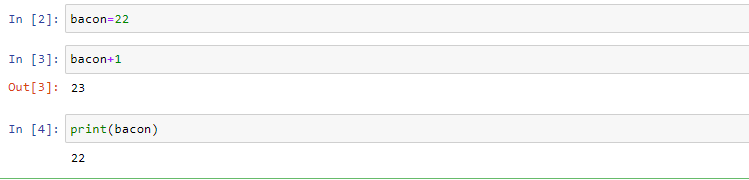 In [2]: bacon=22
In [3]: bacon+1
Out[3]: 23
In [4]: print(bacon)
22